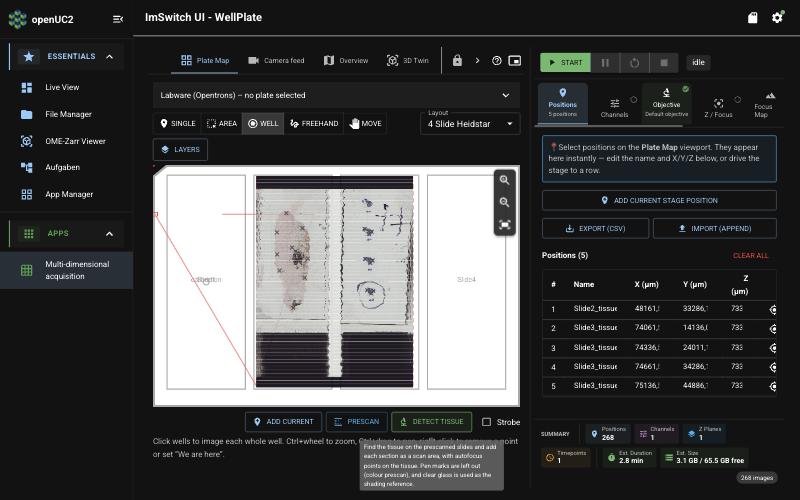 openUC2
ImSwitch UI - WellPlate
ESSENTIALS
Live View
File Manager
OME-Zarr Viewer
Aufgaben
App Manager
APPS
Multi-dimensional
acquisition
Plate Map
Camera feed
Overview
3D Twin
Labware (Opentrons) – no plate selected
SINGLE
AREA
WELL
FREEHAND
MOVE
Layout
4 Slide Heidstar
LAYERS
Slide4
ADD CURRENT
PRESCAN
DETECT TISSUE
Strobe
Click wells to image each whole well. Ctrl+wheel to zoom,
point
or set “We are here”.
Find the tissue on the prescanned slides and add
each section as a scan area, with autofocus
points on the tissue. Pen marks are left out
(colour prescan), and clear glass is used as the
shading reference.
START
idle
Positions
5 positions
Channels
Objective
Default objective
Z / Focus
Focus
Map
Select positions on the Plate Map viewport. They appear
here instantly — edit the name and X/Y/Z below, or drive the
stage to a row.
ADD CURRENT STAGE POSITION
EXPORT (CSV)
IMPORT (APPEND)
Positions (5)
CLEAR ALL
# Name X (µm) Y (µm) Z (µm)
1 Slide2_tissue 48161, 33286, 733
2 Slide3_tissue 74061, 14136, 733
3 Slide3_tissue 74336, 24011, 733
4 Slide3_tissue 74661, 34286, 733
5 Slide3_tissue 75136, 44886, 733
SUMMARY
Positions
268
Channels
1
Z Planes
1
Timepoints
1
Est. Duration
2.8 min
Est. Size
3.1 GB / 65.5 GB free
268 images